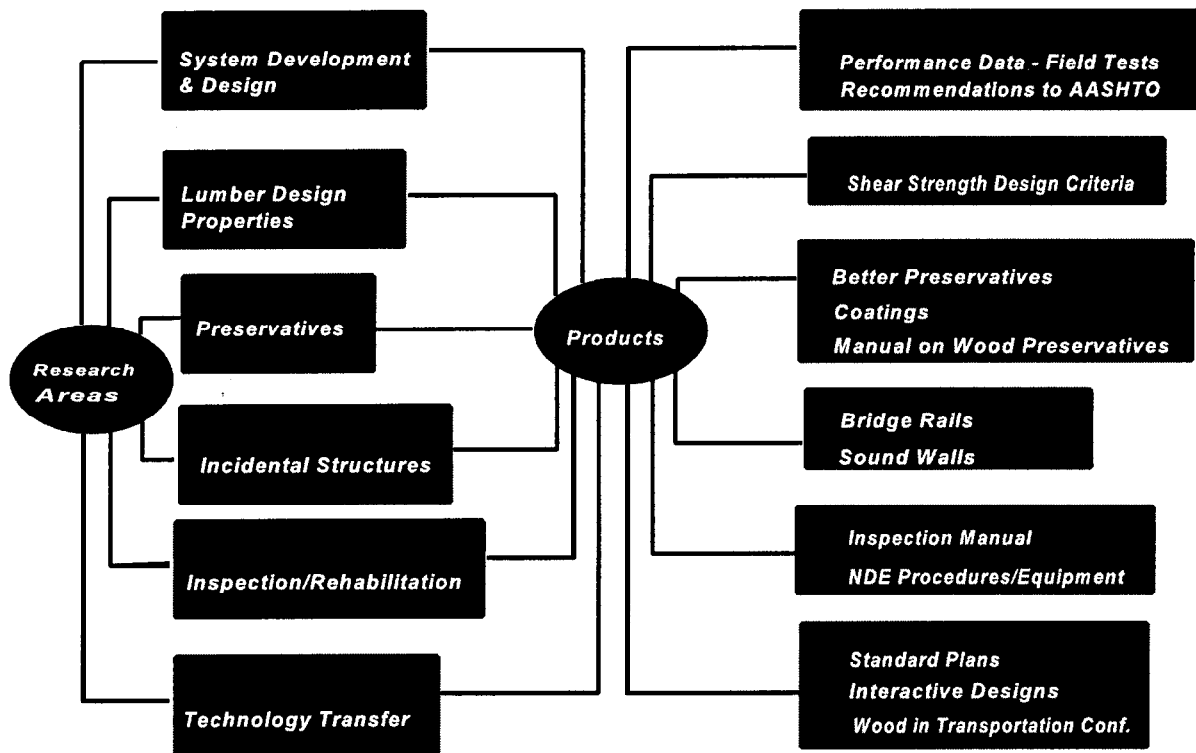 Research
Areas
System Development
& Design
Lumber Design
Properties
Preservatives
Incidental Structures
Inspection/Rehabilitation
Technology Transfer
Products
Performance Data - Field Tests
Recommendations to AASHTO
Shear Strength Design Criteria
Better Preservatives
Coatings
Manual on Wood Preservatives
Bridge Rails
Sound Walls
Inspection Manual
NDE Procedures/Equipment
Standard Plans
Interactive Designs
Wood in Transportation Conf.